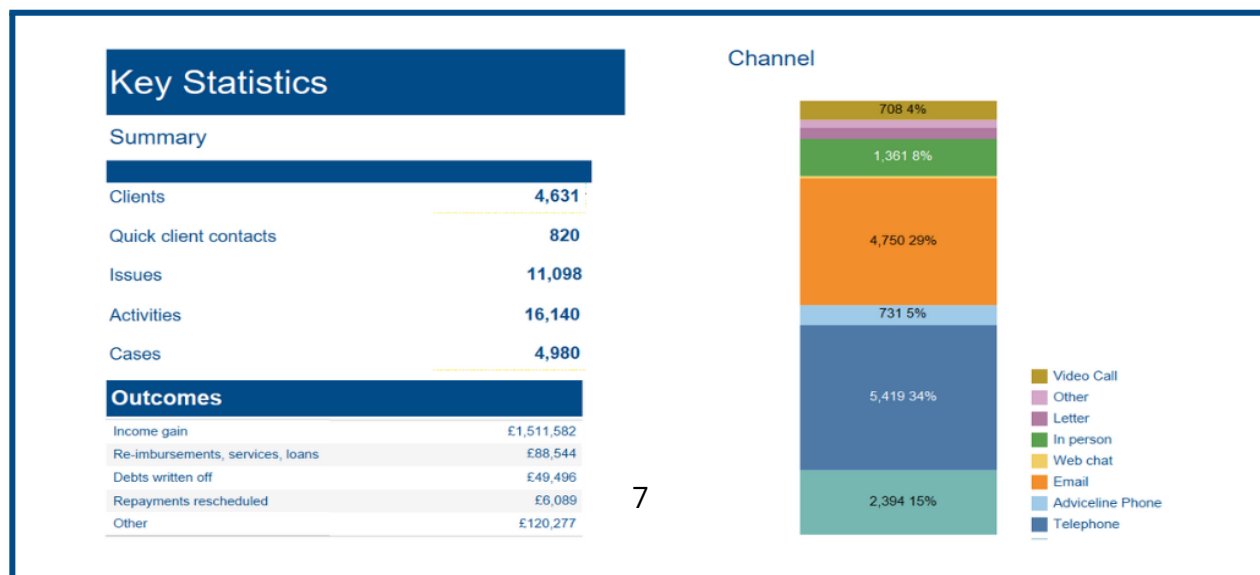 Key Statistics
Summary
Clients 4,631
Quick client contacts 820
Issues 11,098
Activities 16,140
Cases 4,980
Outcomes
Income gain £1,511,582
Re-imbursements, services, loans £88,544
Debts written off £49,496
Repayments rescheduled £6,089
Other £120,277
7
Channel
708 4%
1,361 8%
4,750 29%
731 5%
5,419 34%
2,394 15%
Video Call
Other
Letter
In person
Web chat
Email
Adviceline Phone
Telephone